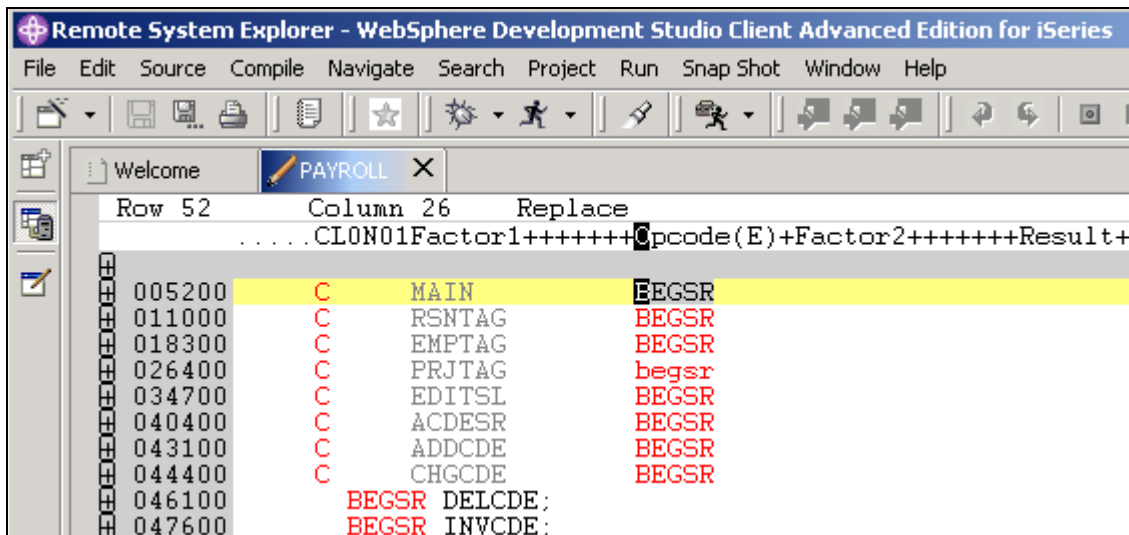 Remote System Explorer - WebSphere Development Studio Client Advanced Edition for iSeries
File Edit Source Compile Navigate Search Project Run Snap Shot Window Help
Welcome PAYROLL
Row 52 Column 26 Replace
.....CL0N01Factor1+++++++Opcode(E)+Factor2+++++++Result+
005200 C MAIN BEGSR
011000 C RSNTAG BEGSR
018300 C EMPTAG BEGSR
026400 C PRJTAG begsr
034700 C EDITSL BEGSR
040400 C ACDESR BEGSR
043100 C ADDCDE BEGSR
044400 C CHGCDE BEGSR
046100 BEGSR DELCDE;
047600 BEGSR INVCDE;